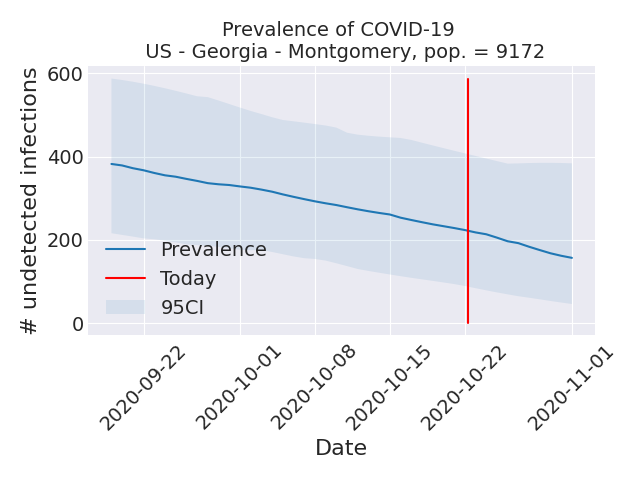 Prevalence of COVID-19
US - Georgia - Montgomery, pop. = 9172
# undetected infections
600
400
200
0
Prevalence
Today
95CI
2020-09-22
2020-10-01
2020-10-08
2020-10-15
2020-10-22
2020-11-01
Date